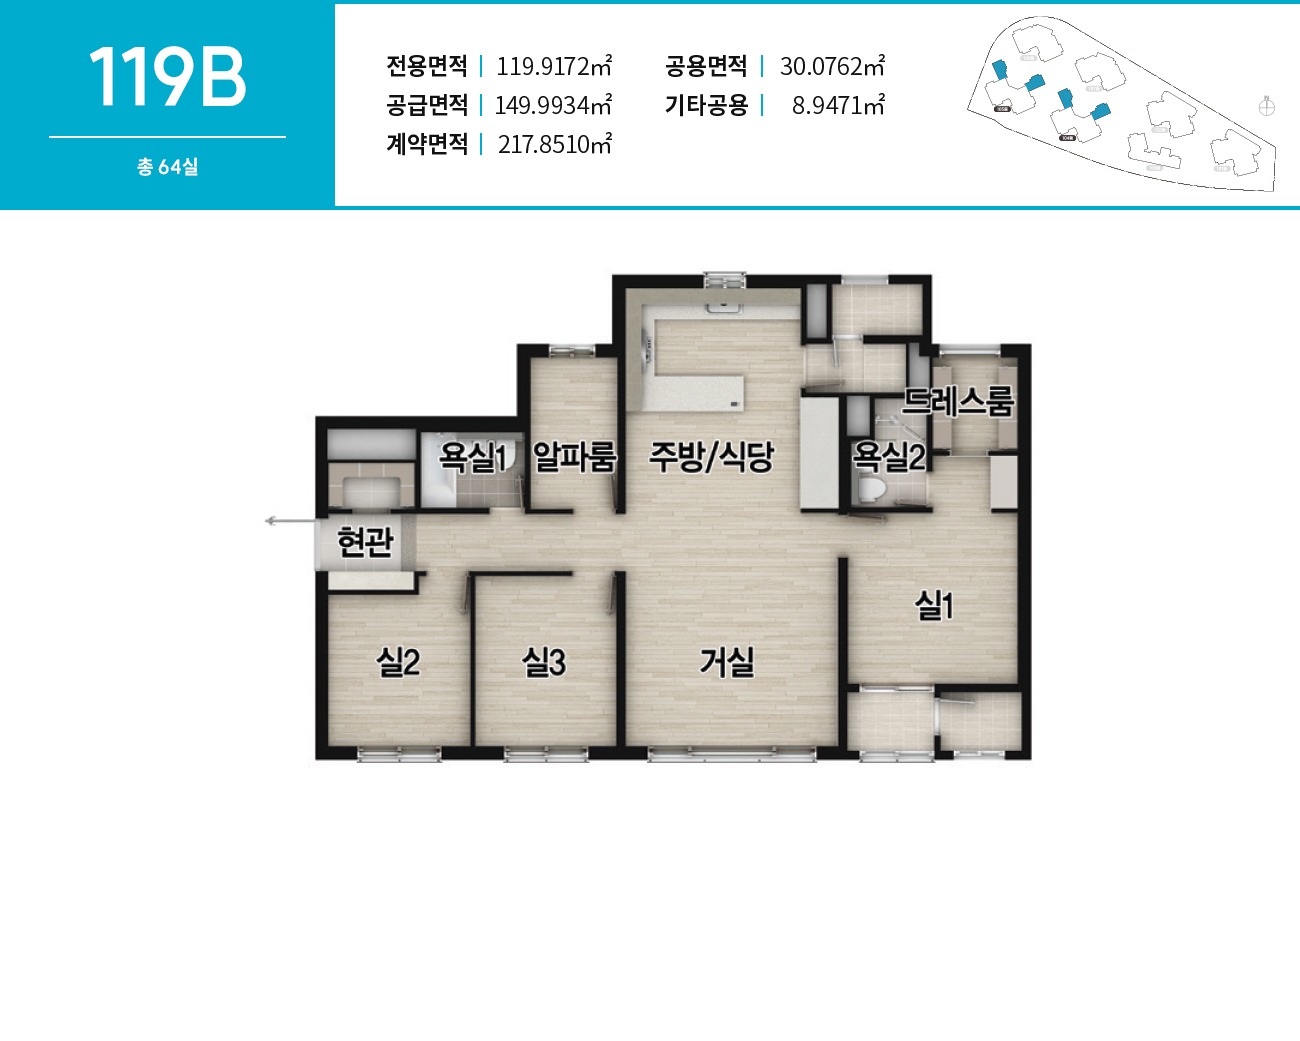 119B
총 64실
전용면적 119.9172㎡ 공용면적 30.0762㎡
공급면적 149.9934㎡ 기타공용 8.9471㎡
계약면적 217.8510㎡
드레스룸
욕실1 알파룸 주방/식당 욕실2
현관
실1
실2 실3 거실